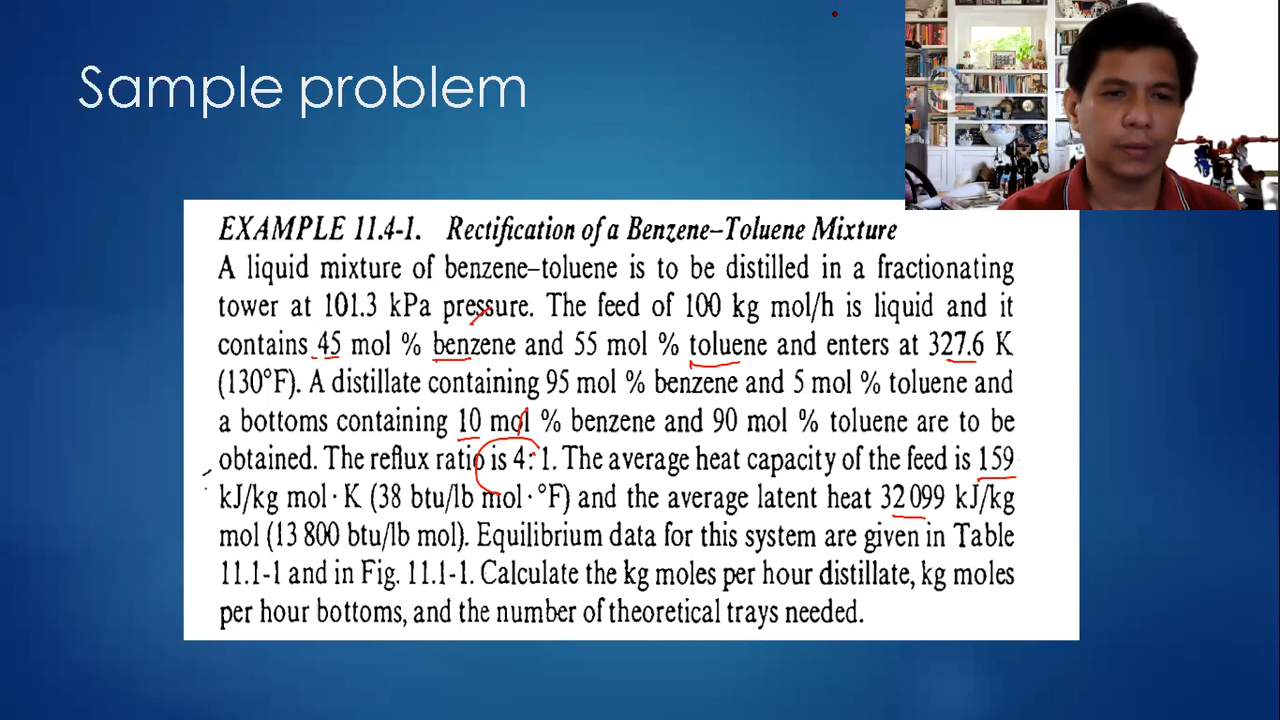 Sample problem
EXAMPLE 11.4-1. Rectification of a Benzene–Toluene Mixture
A liquid mixture of benzene–toluene is to be distilled in a fractionating
tower at 101.3 kPa pressure. The feed of 100 kg mol/h is liquid and it
contains 45 mol % benzene and 55 mol % toluene and enters at 327.6 K
(130°F). A distillate containing 95 mol % benzene and 5 mol % toluene and
a bottoms containing 10 mol % benzene and 90 mol % toluene are to be
obtained. The reflux ratio is 4:1. The average heat capacity of the feed is 159
kJ/kg mol·K (38 btu/lb mol·°F) and the average latent heat 32 099 kJ/kg
mol (13 800 btu/lb mol). Equilibrium data for this system are given in Table
11.1-1 and in Fig. 11.1-1. Calculate the kg moles per hour distillate, kg moles
per hour bottoms, and the number of theoretical trays needed.